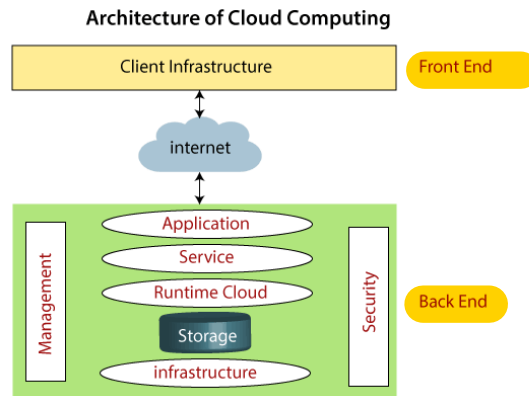 Architecture of Cloud Computing
Client Infrastructure
Front End
internet
Application
Service
Runtime Cloud
Storage
infrastructure
Management
Security
Back End